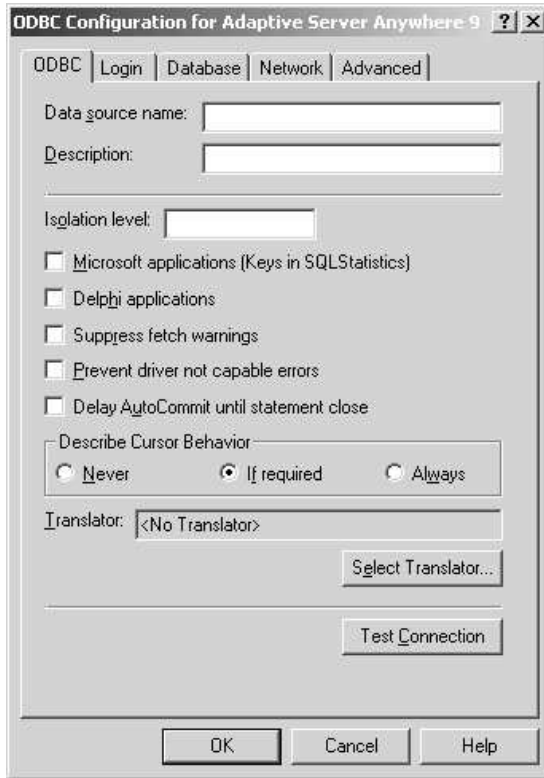 ODBC Configuration for Adaptive Server Anywhere 9 ? ×
ODBC Login Database Network Advanced
Data source name:
Description:
Isolation level:
Microsoft applications (Keys in SQLStatistics)
Delphi applications
Suppress fetch warnings
Prevent driver not capable errors
Delay AutoCommit until statement close
Describe Cursor Behavior
Never If required Always
Translator: <No Translator>
Select Translator...
Test Connection
OK Cancel Help